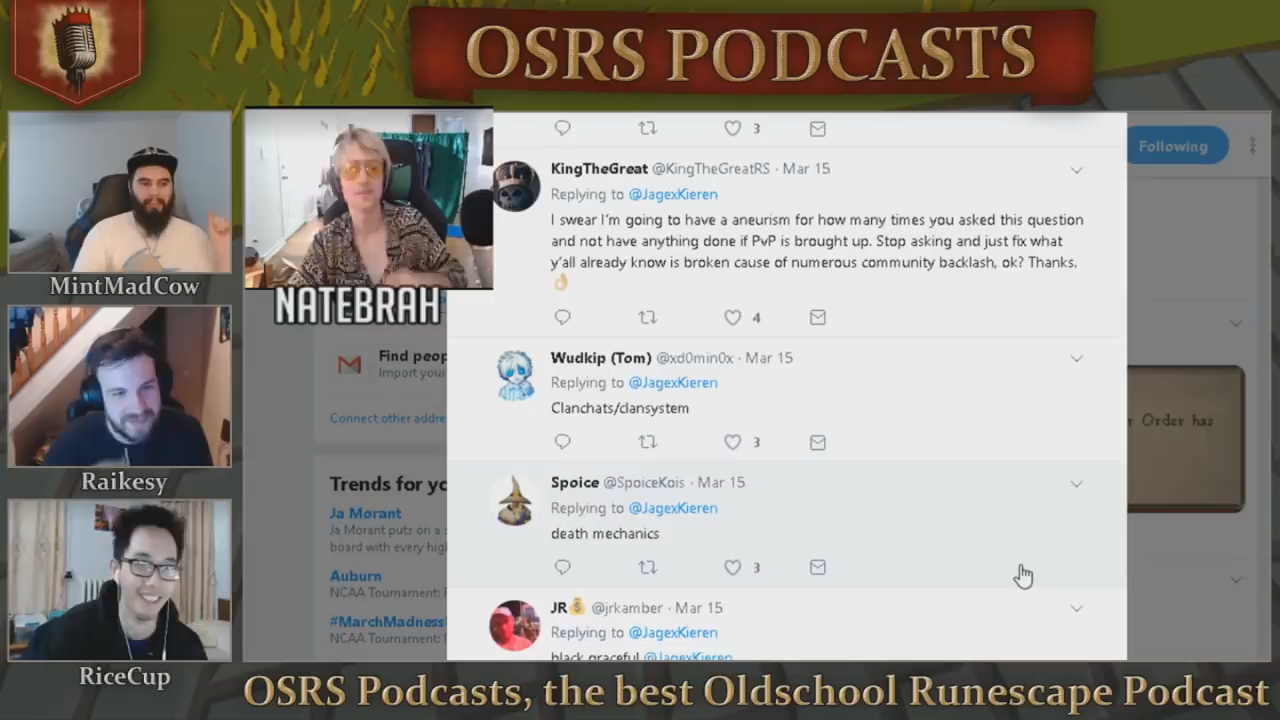 OSRS PODCASTS
MintMadCow
NATEBRAH
Raikesy
RiceCup
Following
3
KingTheGreat @KingTheGreatRS · Mar 15
Replying to @JagexKieren
I swear I'm going to have a aneurism for how many times you asked this question
and not have anything done if PvP is brought up. Stop asking and just fix what
y'all already know is broken cause of numerous community backlash, ok? Thanks.
4
Wudkip (Tom) @xd0min0x · Mar 15
Replying to @JagexKieren
Clanchats/clansystem
3
Spoice @SpoiceKois · Mar 15
Replying to @JagexKieren
death mechanics
3
JR @jrkamber · Mar 15
Replying to @JagexKieren
black graceful @JagexKieren
Find peop
Import your
Connect other addre
Trends for yo
Ja Morant
Ja Morant puts on a s
board with every hig
Auburn
NCAA Tournament:
#MarchMadness
NCAA Tournament:
Order has
OSRS Podcasts, the best Oldschool Runescape Podcast